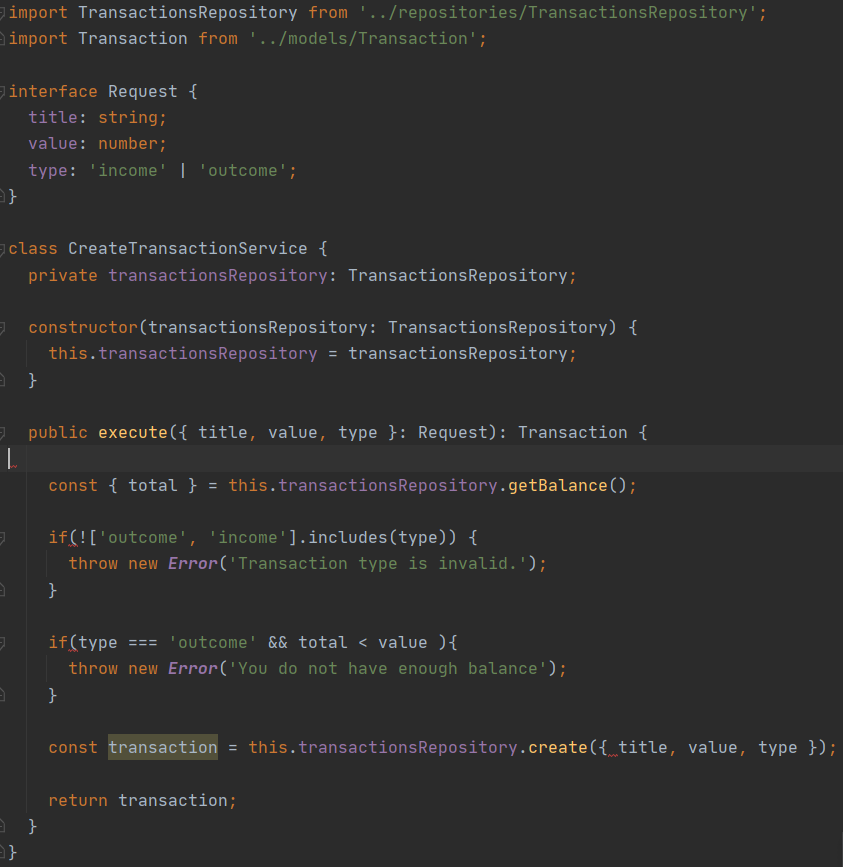 import TransactionsRepository from '../repositories/TransactionsRepository';
import Transaction from '../models/Transaction';

interface Request {
  title: string;
  value: number;
  type: 'income' | 'outcome';
}

class CreateTransactionService {
  private transactionsRepository: TransactionsRepository;

  constructor(transactionsRepository: TransactionsRepository) {
    this.transactionsRepository = transactionsRepository;
  }

  public execute({ title, value, type }: Request): Transaction {

    const { total } = this.transactionsRepository.getBalance();

    if(!['outcome', 'income'].includes(type)) {
      throw new Error('Transaction type is invalid.');
    }

    if(type === 'outcome' && total < value ){
      throw new Error('You do not have enough balance');
    }

    const transaction = this.transactionsRepository.create({ title, value, type });

    return transaction;
  }
}